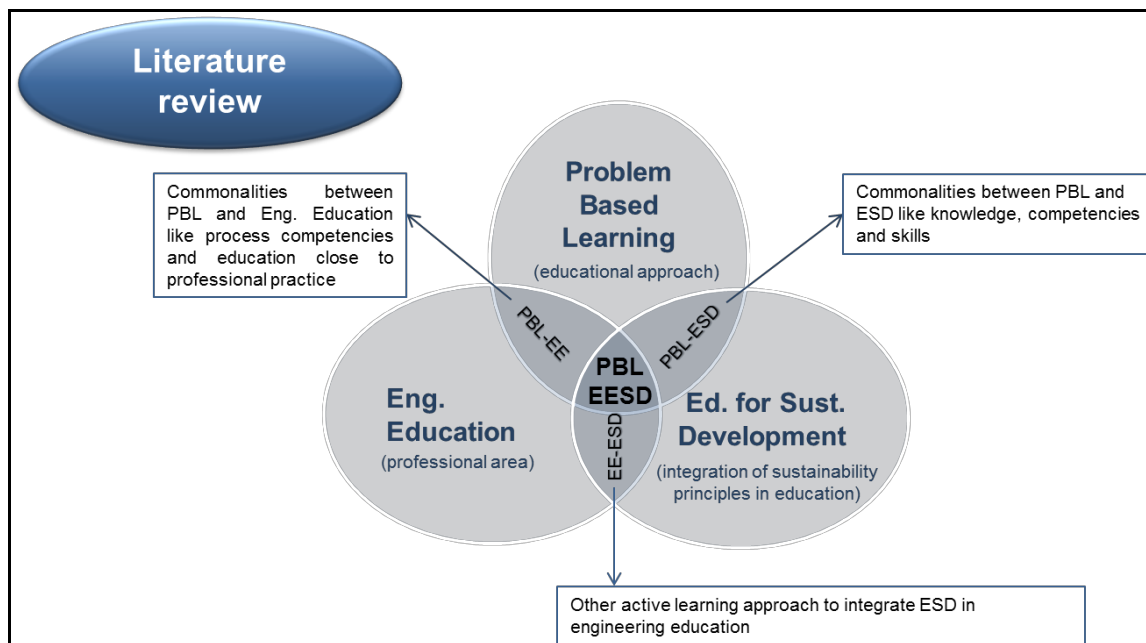 Literature
review
Commonalities between
PBL and Eng. Education
like process competencies
and education close to
professional practice
Problem
Based
Learning
(educational approach)
Commonalities between PBL and
ESD like knowledge, competencies
and skills
PBL-EE
PBL-ESD
PBL
EESD
EE-ESD
Eng.
Education
(professional area)
Ed. for Sust.
Development
(integration of sustainability
principles in education)
Other active learning approach to integrate ESD in
engineering education